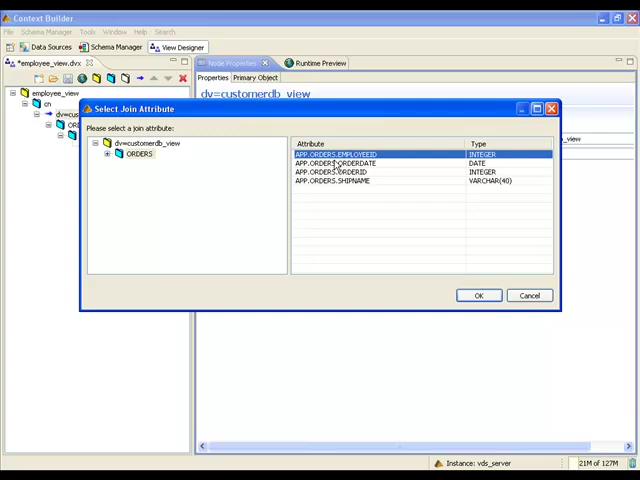 Context Builder
File Schema Manager Tools Window Help Search
Data Sources Schema Manager View Designer
*employee_view.dvx
Node Properties Runtime Preview
Properties Primary Object
employee_view
cn
dv=customerdb_view
Select Join Attribute
Please select a join attribute:
dv=customerdb_view
ORDERS
Attribute Type
APP.ORDERS.EMPLOYEEID INTEGER
APP.ORDERS.ORDERDATE DATE
APP.ORDERS.ORDERID INTEGER
APP.ORDERS.SHIPNAME VARCHAR(40)
OK Cancel
Instance: vds_server 21M of 127M